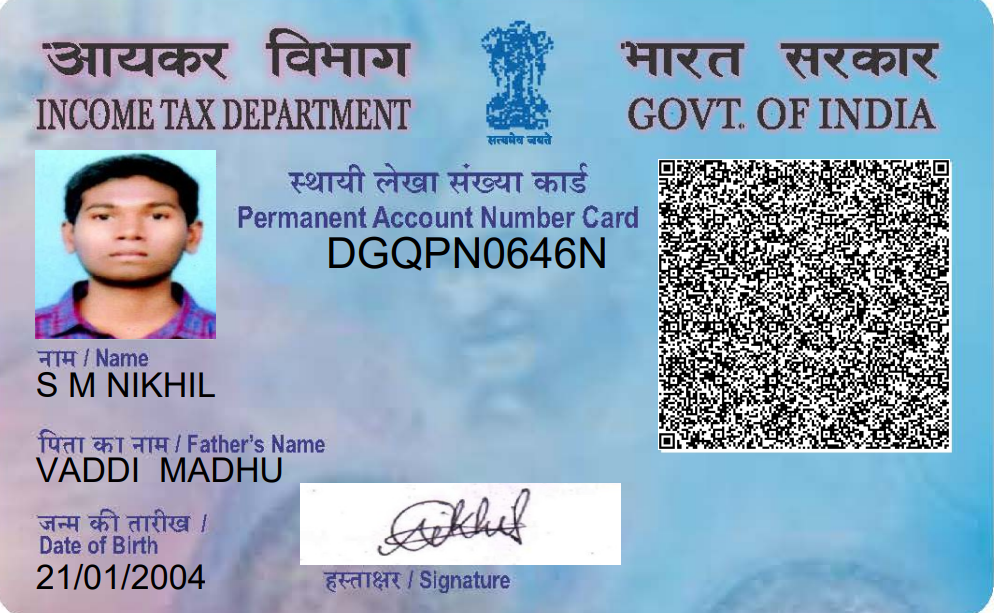 आयकर विभाग
INCOME TAX DEPARTMENT
सत्यमेव जयते
भारत सरकार
GOVT. OF INDIA
स्थायी लेखा संख्या कार्ड
Permanent Account Number Card
DGQPN0646N
नाम / Name
S M NIKHIL
पिता का नाम / Father's Name
VADDI MADHU
जन्म की तारीख /
Date of Birth
21/01/2004
Nikhil
हस्ताक्षर / Signature